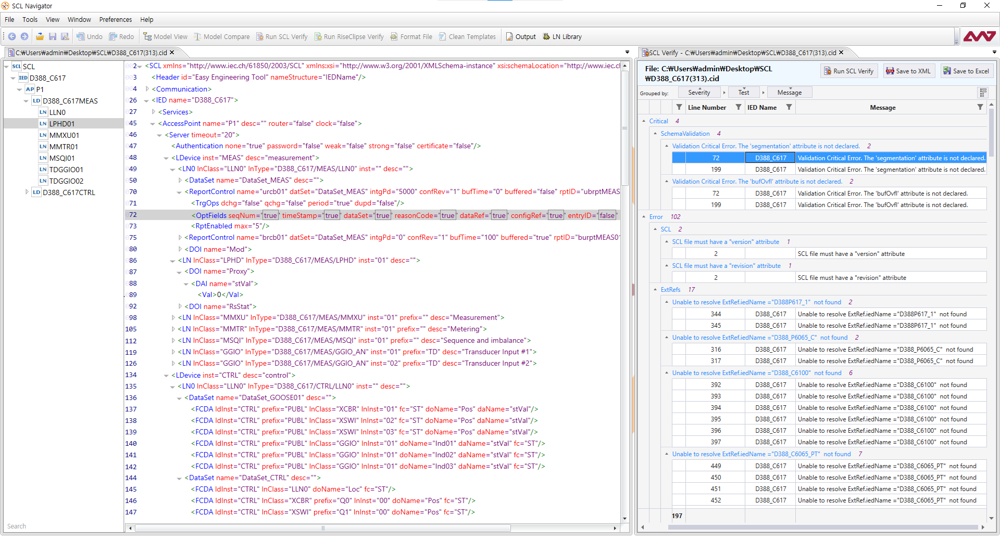 SCL Navigator
File Tools View Window Preferences Help
Undo Redo Model View Model Compare Run SCL Verify Run RiseClipse Verify Format File Clean Templates Output LN Library
C:₩Users₩admin₩Desktop₩SCL₩D388_C617(313).cid
SCL SCL
IED D388_C617
AP P1
LD D388_C617MEAS
LN LLN0
LN LPHD01
LN MMXU01
LN MMTR01
LN MSQI01
LN TDGGIO01
LN TDGGIO02
LD D388_C617CTRL
Search
2 <SCL xmlns="http://www.iec.ch/61850/2003/SCL" xmlns:xsi="http://www.w3.org/2001/XMLSchema-instance" xsi:schemaLocation="http://www.iec.cl
3 <Header id="Easy Engineering Tool" nameStructure="IEDName"/>
4 <Communication>
26 <IED name="D388_C617">
27 <Services>
45 <AccessPoint name="P1" desc="" router="false" clock="false">
46 <Server timeout="20">
47 <Authentication none="true" password="false" weak="false" strong="false" certificate="false"/>
48 <LDevice inst="MEAS" desc="measurement">
49 <LN0 lnClass="LLN0" lnType="D388_C617/MEAS/LLN0" inst="" desc="">
50 <DataSet name="DataSet_MEAS" desc="">
70 <ReportControl name="urcb01" datSet="DataSet_MEAS" intgPd="5000" confRev="1" bufTime="0" buffered="false" rptID="ubrptMEAS
71 <TrgOps dchg="false" qchg="false" period="true" dupd="false"/>
72 <OptFields seqNum="true" timeStamp="true" dataSet="true" reasonCode="true" dataRef="true" configRef="true" entryID="false"
73 <RptEnabled max="5"/>
75 <ReportControl name="brcb01" datSet="DataSet_MEAS" intgPd="0" confRev="1" bufTime="100" buffered="true" rptID="burptMEAS01
80 <DOI name="Mod">
86 <LN lnClass="LPHD" lnType="D388_C617/MEAS/LPHD" inst="01" desc="">
87 <DOI name="Proxy">
88 <DAI name="stVal">
89 <Val>0</Val>
92 <DOI name="RsStat">
98 <LN lnClass="MMXU" lnType="D388_C617/MEAS/MMXU" inst="01" prefix="" desc="Measurement">
105 <LN lnClass="MMTR" lnType="D388_C617/MEAS/MMTR" inst="01" prefix="" desc="Metering">
112 <LN lnClass="MSQI" lnType="D388_C617/MEAS/MSQI" inst="01" prefix="" desc="Sequence and imbalance">
119 <LN lnClass="GGIO" lnType="D388_C617/MEAS/GGIO_AN" inst="01" prefix="TD" desc="Transducer Input #1">
126 <LN lnClass="GGIO" lnType="D388_C617/MEAS/GGIO_AN" inst="02" prefix="TD" desc="Transducer Input #2">
134 <LDevice inst="CTRL" desc="control">
135 <LN0 lnClass="LLN0" lnType="D388_C617/CTRL/LLN0" inst="" desc="">
136 <DataSet name="DataSet_GOOSE01" desc="">
137 <FCDA ldInst="CTRL" prefix="PUBL" lnClass="XCBR" lnInst="01" fc="ST" doName="Pos" daName="stVal"/>
138 <FCDA ldInst="CTRL" prefix="PUBL" lnClass="XSWI" lnInst="02" fc="ST" doName="Pos" daName="stVal"/>
139 <FCDA ldInst="CTRL" prefix="PUBL" lnClass="XSWI" lnInst="03" fc="ST" doName="Pos" daName="stVal"/>
140 <FCDA ldInst="CTRL" prefix="PUBL" lnClass="GGIO" lnInst="01" doName="Ind01" daName="stVal" fc="ST"/>
141 <FCDA ldInst="CTRL" prefix="PUBL" lnClass="GGIO" lnInst="01" doName="Ind02" daName="stVal" fc="ST"/>
142 <FCDA ldInst="CTRL" prefix="PUBL" lnClass="GGIO" lnInst="01" doName="Ind03" daName="stVal" fc="ST"/>
144 <DataSet name="DataSet_CTRL" desc="">
145 <FCDA ldInst="CTRL" lnClass="LLN0" doName="Loc" fc="ST"/>
146 <FCDA ldInst="CTRL" lnClass="XCBR" prefix="Q0" lnInst="00" doName="Pos" fc="ST"/>
147 <FCDA ldInst="CTRL" lnClass="XSWI" prefix="Q1" lnInst="00" doName="Pos" fc="ST"/>
SCL Verify - C:₩Users₩admin₩Desktop₩SCL₩D388_C617(313).cid
File: C:₩Users₩admin₩Desktop₩SCL
₩D388_C617(313).cid
Run SCL Verify Save to XML Save to Excel
Grouped by: Severity Test Message
Line Number IED Name Message
Critical 4
SchemaValidation 4
Validation Critical Error. The 'segmentation' attribute is not declared. 2
72 D388_C617 Validation Critical Error. The 'segmentation' attribute is not declared.
199 D388_C617 Validation Critical Error. The 'segmentation' attribute is not declared.
Validation Critical Error. The 'bufOvfl' attribute is not declared. 2
72 D388_C617 Validation Critical Error. The 'bufOvfl' attribute is not declared.
199 D388_C617 Validation Critical Error. The 'bufOvfl' attribute is not declared.
Error 102
SCL 2
SCL file must have a "version" attribute 1
2 SCL file must have a "version" attribute
SCL file must have a "revision" attribute 1
2 SCL file must have a "revision" attribute
ExtRefs 17
Unable to resolve ExtRef.iedName ="D388P617_1" not found 2
344 D388_C617 Unable to resolve ExtRef.iedName ="D388P617_1" not found
345 D388_C617 Unable to resolve ExtRef.iedName ="D388P617_1" not found
Unable to resolve ExtRef.iedName ="D388_P6065_C" not found 2
316 D388_C617 Unable to resolve ExtRef.iedName ="D388_P6065_C" not found
317 D388_C617 Unable to resolve ExtRef.iedName ="D388_P6065_C" not found
Unable to resolve ExtRef.iedName ="D388_C6100" not found 6
392 D388_C617 Unable to resolve ExtRef.iedName ="D388_C6100" not found
393 D388_C617 Unable to resolve ExtRef.iedName ="D388_C6100" not found
394 D388_C617 Unable to resolve ExtRef.iedName ="D388_C6100" not found
395 D388_C617 Unable to resolve ExtRef.iedName ="D388_C6100" not found
396 D388_C617 Unable to resolve ExtRef.iedName ="D388_C6100" not found
397 D388_C617 Unable to resolve ExtRef.iedName ="D388_C6100" not found
Unable to resolve ExtRef.iedName ="D388_C6065_PT" not found 7
449 D388_C617 Unable to resolve ExtRef.iedName ="D388_C6065_PT" not found
450 D388_C617 Unable to resolve ExtRef.iedName ="D388_C6065_PT" not found
451 D388_C617 Unable to resolve ExtRef.iedName ="D388_C6065_PT" not found
452 D388_C617 Unable to resolve ExtRef.iedName ="D388_C6065_PT" not found
197